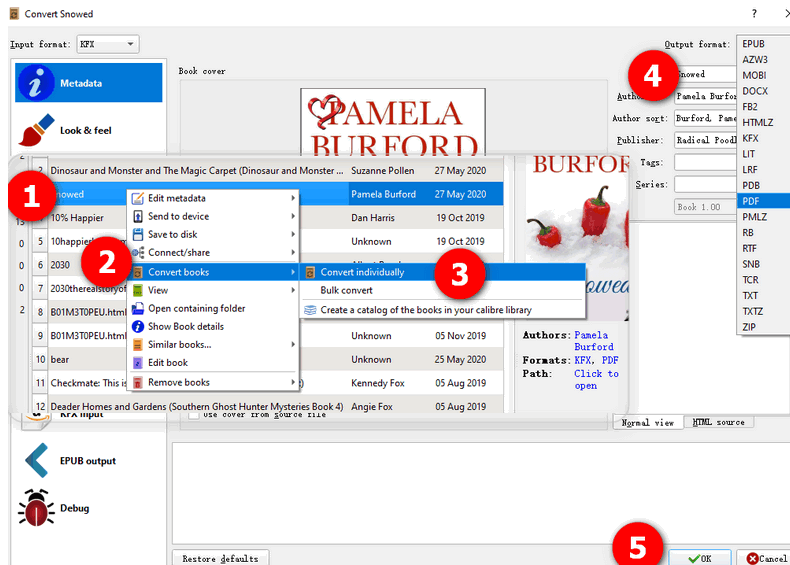 Convert Snowed
?
Input format: KFX
Output format:
EPUB
AZW3
MOBI
DOCX
FB2
HTMLZ
KFX
LIT
LRF
PDB
PDF
PMLZ
RB
RTF
SNB
TCR
TXT
TXTZ
ZIP
Metadata
Look & feel
Book cover
PAMELA
BURFORD
4
Snowed
Pamela
Author sort: Burford,
Publisher: Radical
Tags:
Series:
Book 1.00
Dinosaur and Monster and The Magic Carpet (Dinosaur and Monster ... Suzanne Pollen 27 May 2020
1
Pamela Burford 27 May 2020
10% Happier Dan Harris 19 Oct 2019
5 Unknown 19 Oct 2019
6 2030
7
8 B01M3T0PEU.html
9 B01M3T0PEU.html Unknown 05 Nov 2019
10 bear Unknown 25 May 2020
11 Checkmate: This is Kennedy Fox 05 Aug 2019
12 Deader Homes and Gardens (Southern Ghost Hunter Mysteries Book 4) Angie Fox 05 Aug 2019
Edit metadata
Send to device
Save to disk
Connect/share
2
Convert books
View
Open containing folder
Show Book details
Similar books...
Edit book
Remove books
Convert individually
3
Bulk convert
Create a catalog of the books in your calibre library
Authors: Pamela
Burford
Formats: KFX, PDF
Path: Click to
open
KFX input
Use cover from source file
Normal view HTML source
EPUB output
Debug
Restore defaults
5
OK
Cancel